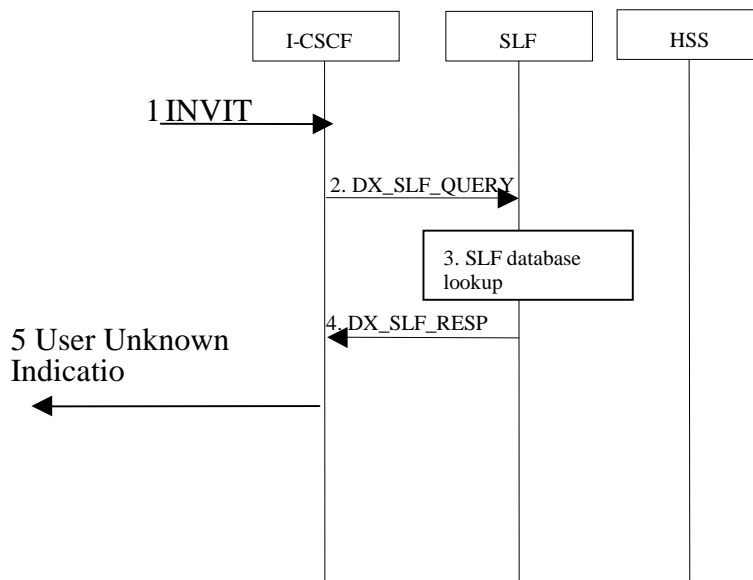 I-CSCF
SLF
HSS
1 INVIT
2. DX_SLF_QUERY
3. SLF database
lookup
4. DX_SLF_RESP
5 User Unknown
Indicatio